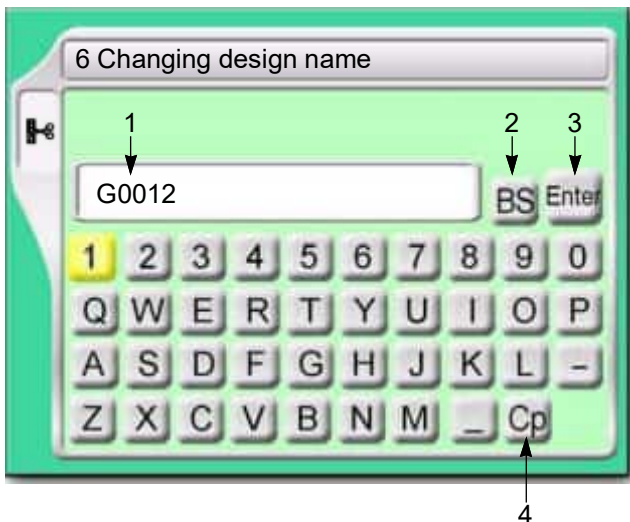 6 Changing design name
1 2 3
G0012 BS Enter
1 2 3 4 5 6 7 8 9 0
Q W E R T Y U I O P
A S D F G H J K L -
Z X C V B N M _ Cp
4